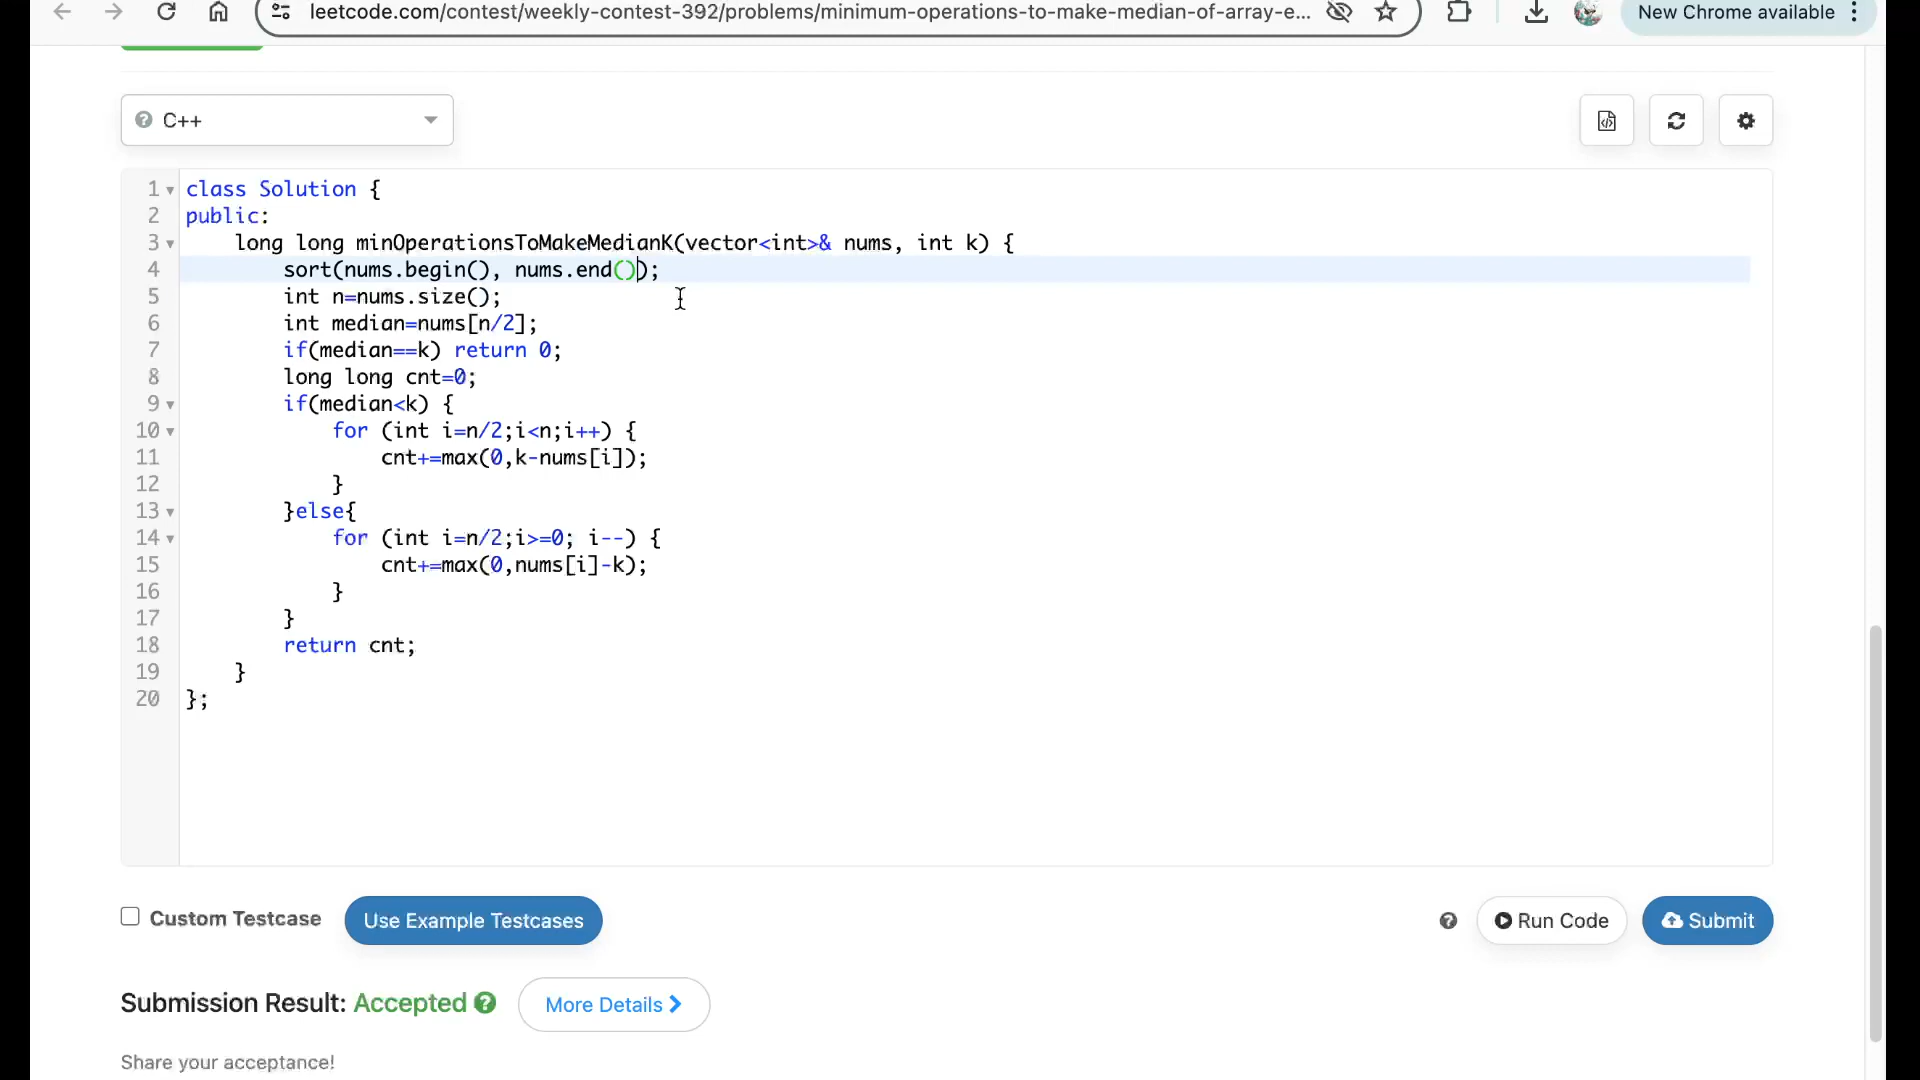 leetcode.com/contest/weekly-contest-392/problems/minimum-operations-to-make-median-of-array-e...
New Chrome available
C++
1 class Solution {
2 public:
3     long long minOperationsToMakeMedianK(vector<int>& nums, int k) {
4         sort(nums.begin(), nums.end());
5         int n=nums.size();
6         int median=nums[n/2];
7         if(median==k) return 0;
8         long long cnt=0;
9         if(median<k) {
10             for (int i=n/2;i<n;i++) {
11                 cnt+=max(0,k-nums[i]);
12             }
13         }else{
14             for (int i=n/2;i>=0; i--) {
15                 cnt+=max(0,nums[i]-k);
16             }
17         }
18         return cnt;
19     }
20 };
Custom Testcase
Use Example Testcases
Run Code
Submit
Submission Result: Accepted
More Details
Share your acceptance!